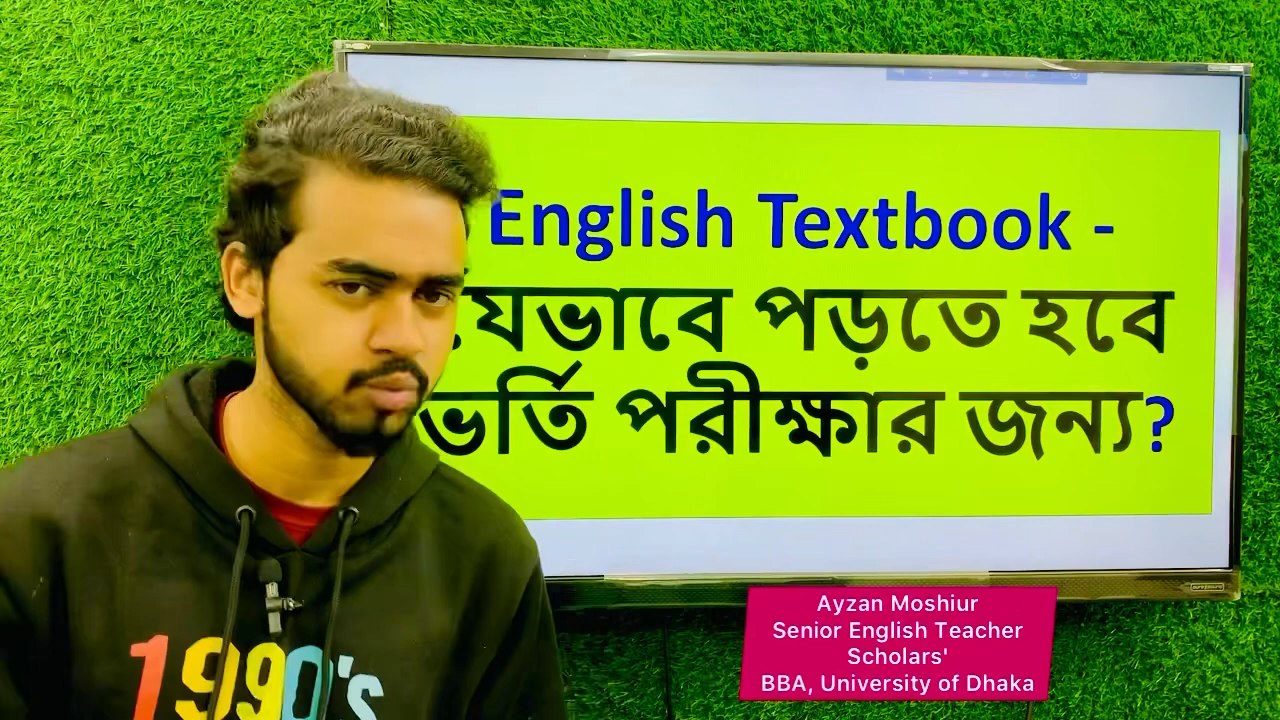 English Textbook -
যেভাবে পড়তে হবে
ভর্তি পরীক্ষার জন্য?
1990's
Ayzan Moshiur
Senior English Teacher
Scholars'
BBA, University of Dhaka